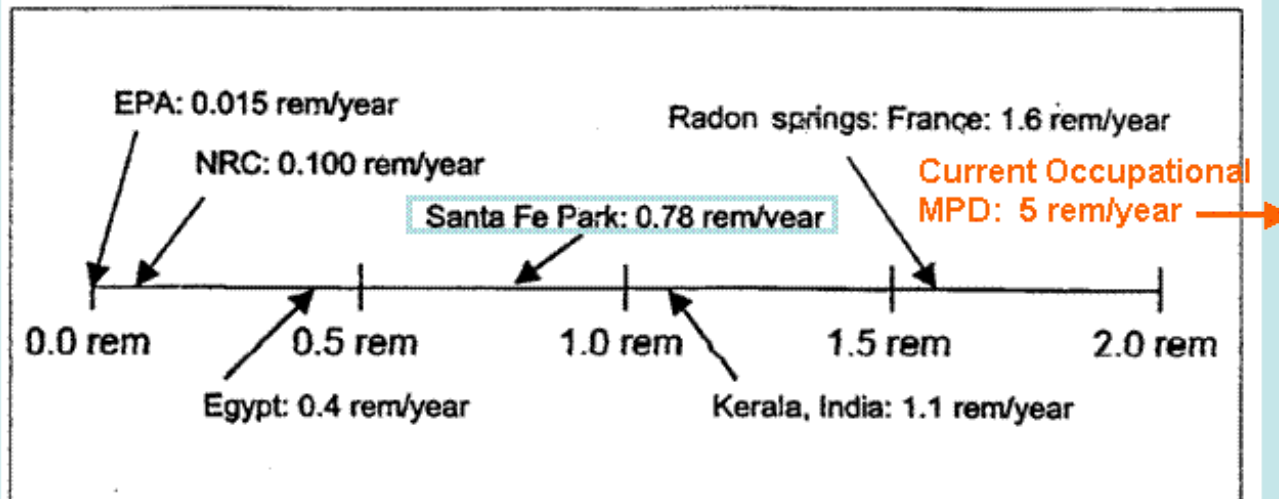 EPA: 0.015 rem/year
Radon springs: France: 1.6 rem/year
NRC: 0.100 rem/year
Current Occupational
MPD: 5 rem/year
Santa Fe Park: 0.78 rem/year
0.0 rem
0.5 rem
1.0 rem
1.5 rem
2.0 rem
Egypt: 0.4 rem/year
Kerala, India: 1.1 rem/year